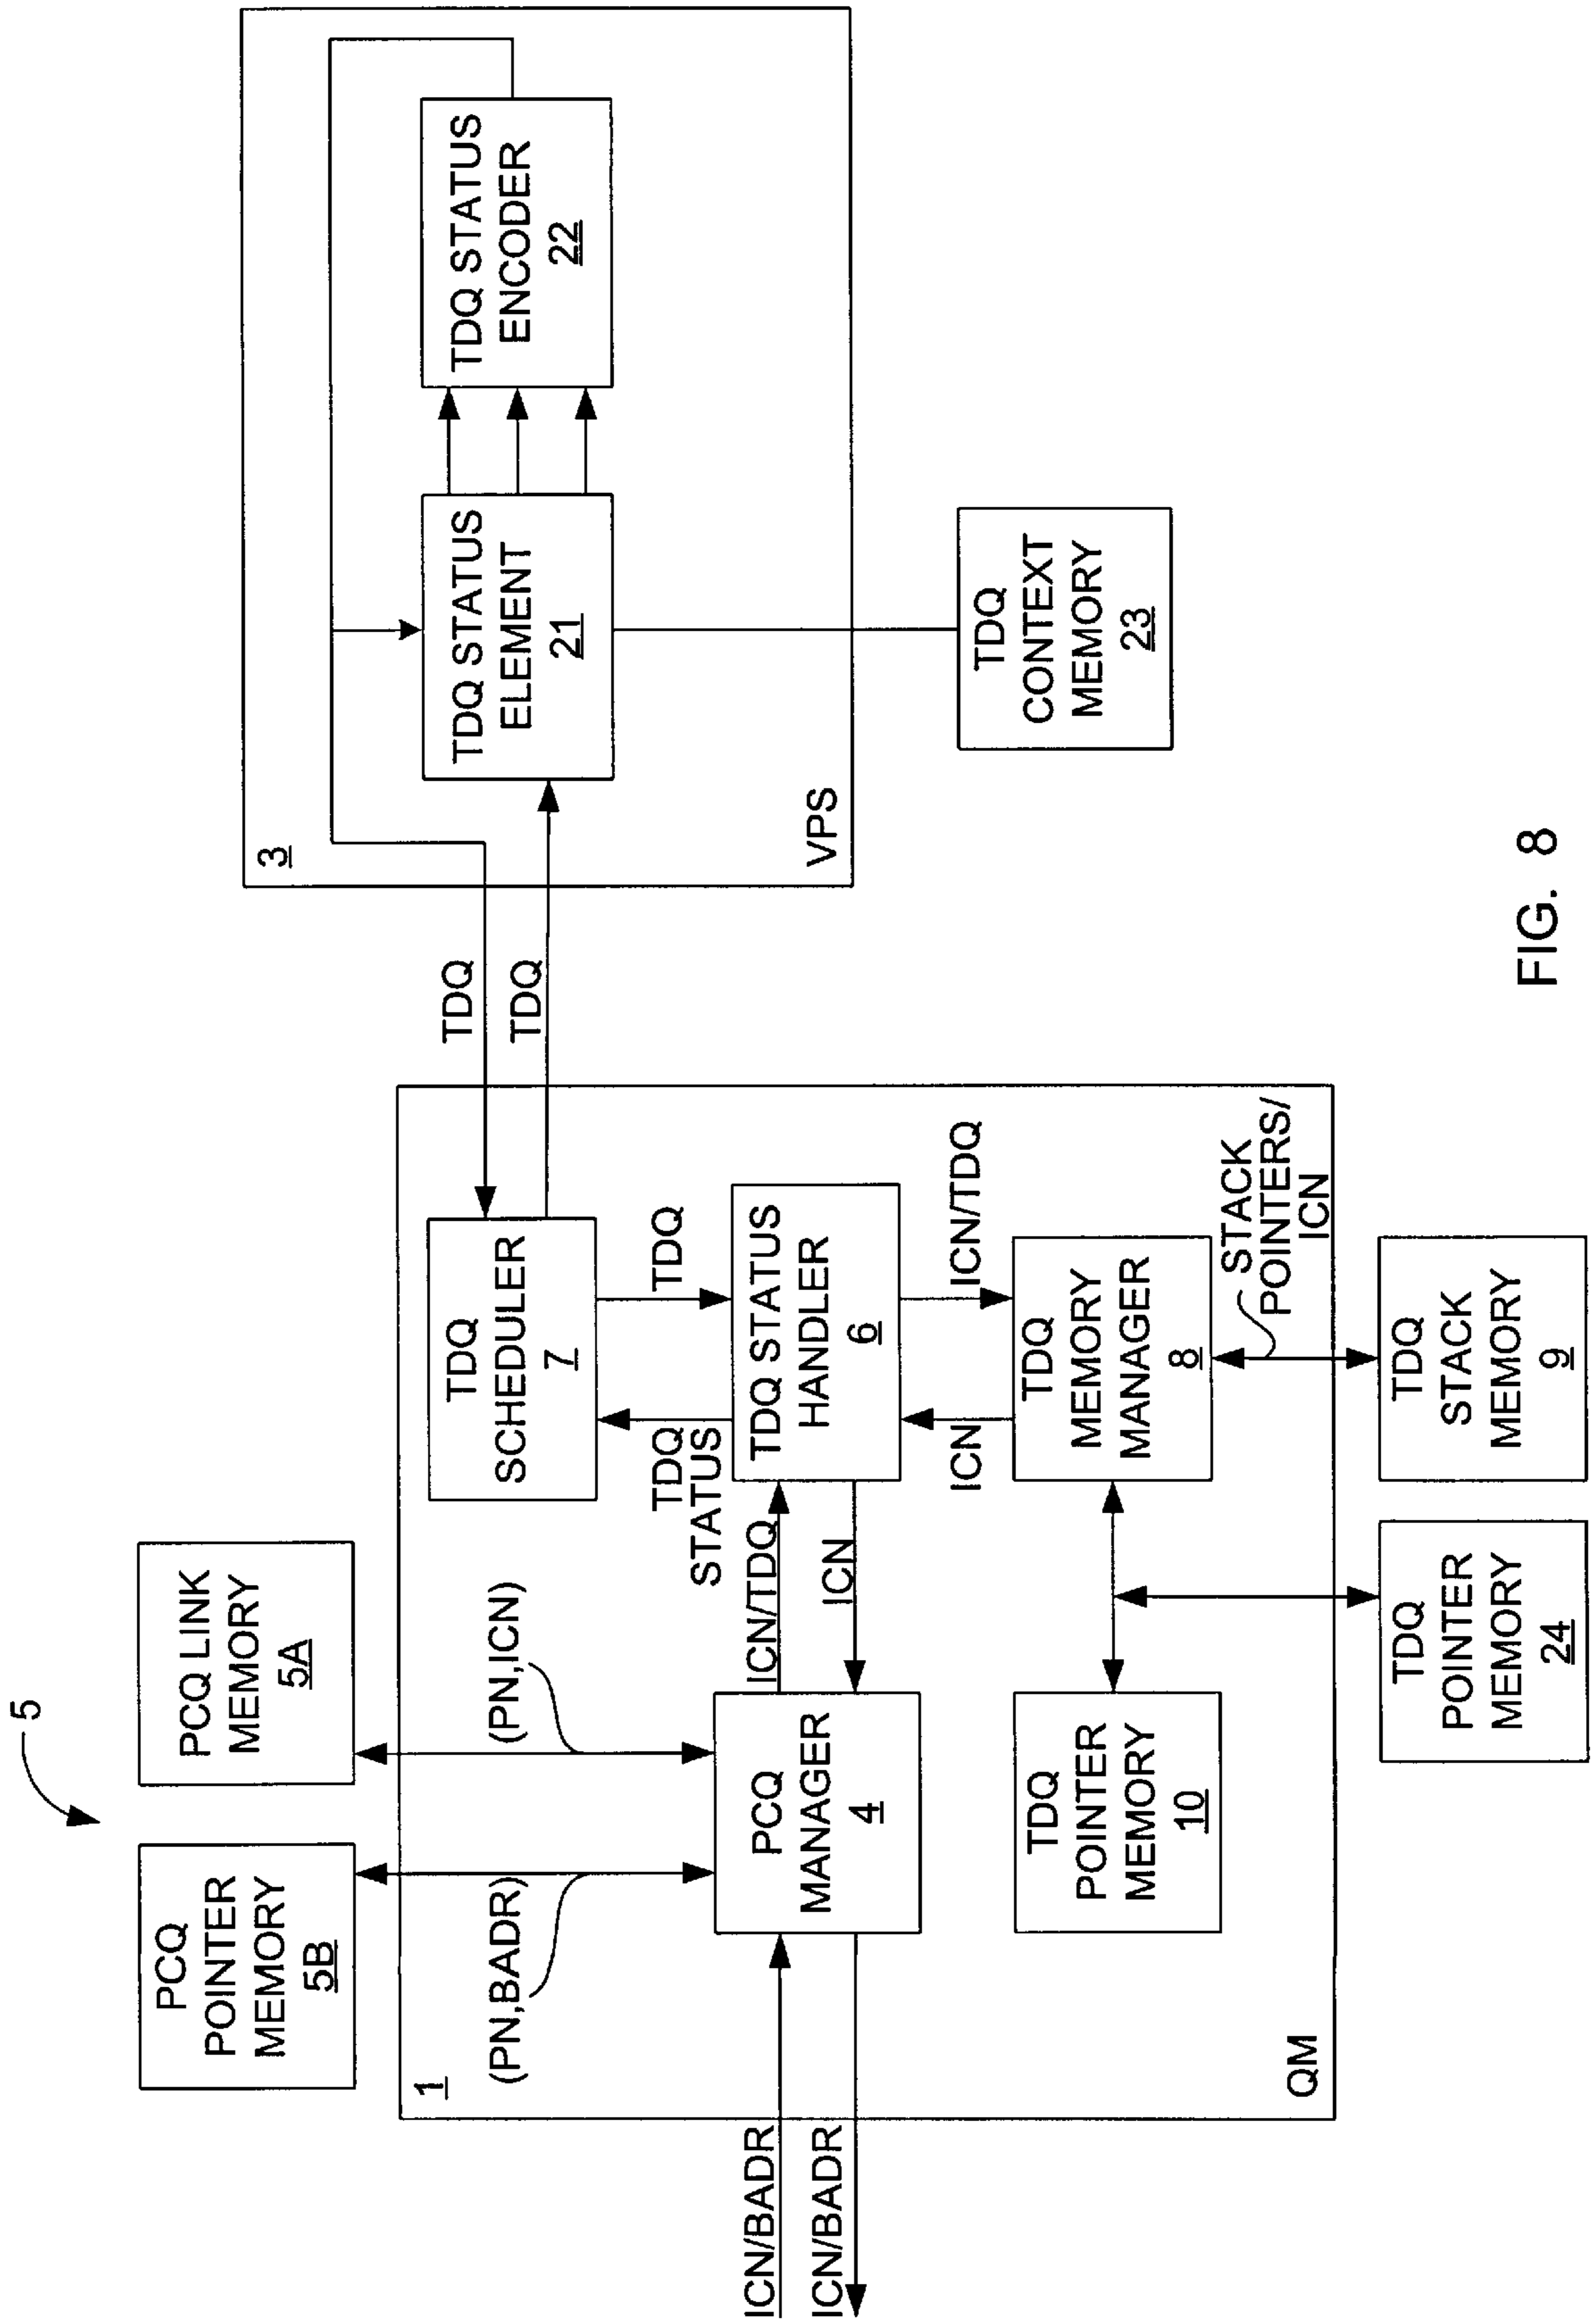 5
PCQ
POINTER
MEMORY
5B
PCQ LINK
MEMORY
5A
1
(PN,BADR)
(PN,ICN)
ICN/BADR
ICN/BADR
PCQ
MANAGER
4
ICN/TDQ
ICN
TDQ
SCHEDULER
7
TDQ
STATUS
TDQ
TDQ STATUS
HANDLER
6
ICN
ICN/TDQ
TDQ
POINTER
MEMORY
10
TDQ
MEMORY
MANAGER
8
STACK
POINTERS/
ICN
QM
TDQ
POINTER
MEMORY
24
TDQ
STACK
MEMORY
9
TDQ
TDQ
3
TDQ STATUS
ELEMENT
21
TDQ STATUS
ENCODER
22
VPS
TDQ
CONTEXT
MEMORY
23
FIG. 8